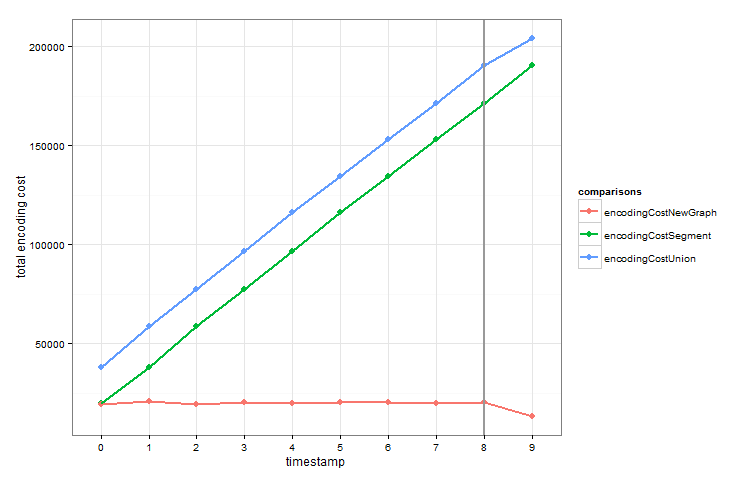 200000
150000
100000
50000
total encoding cost
0 1 2 3 4 5 6 7 8 9
timestamp
comparisons
encodingCostNewGraph
encodingCostSegment
encodingCostUnion